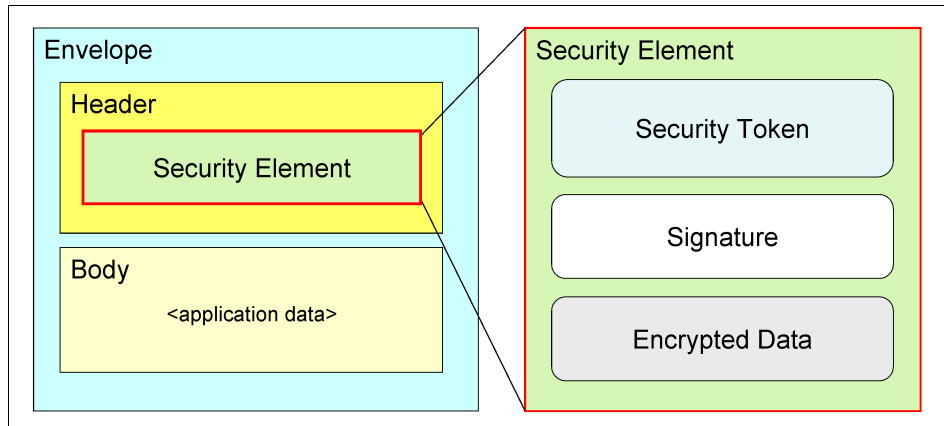 Envelope
Header
Security Element
Body
<application data>
Security Element
Security Token
Signature
Encrypted Data